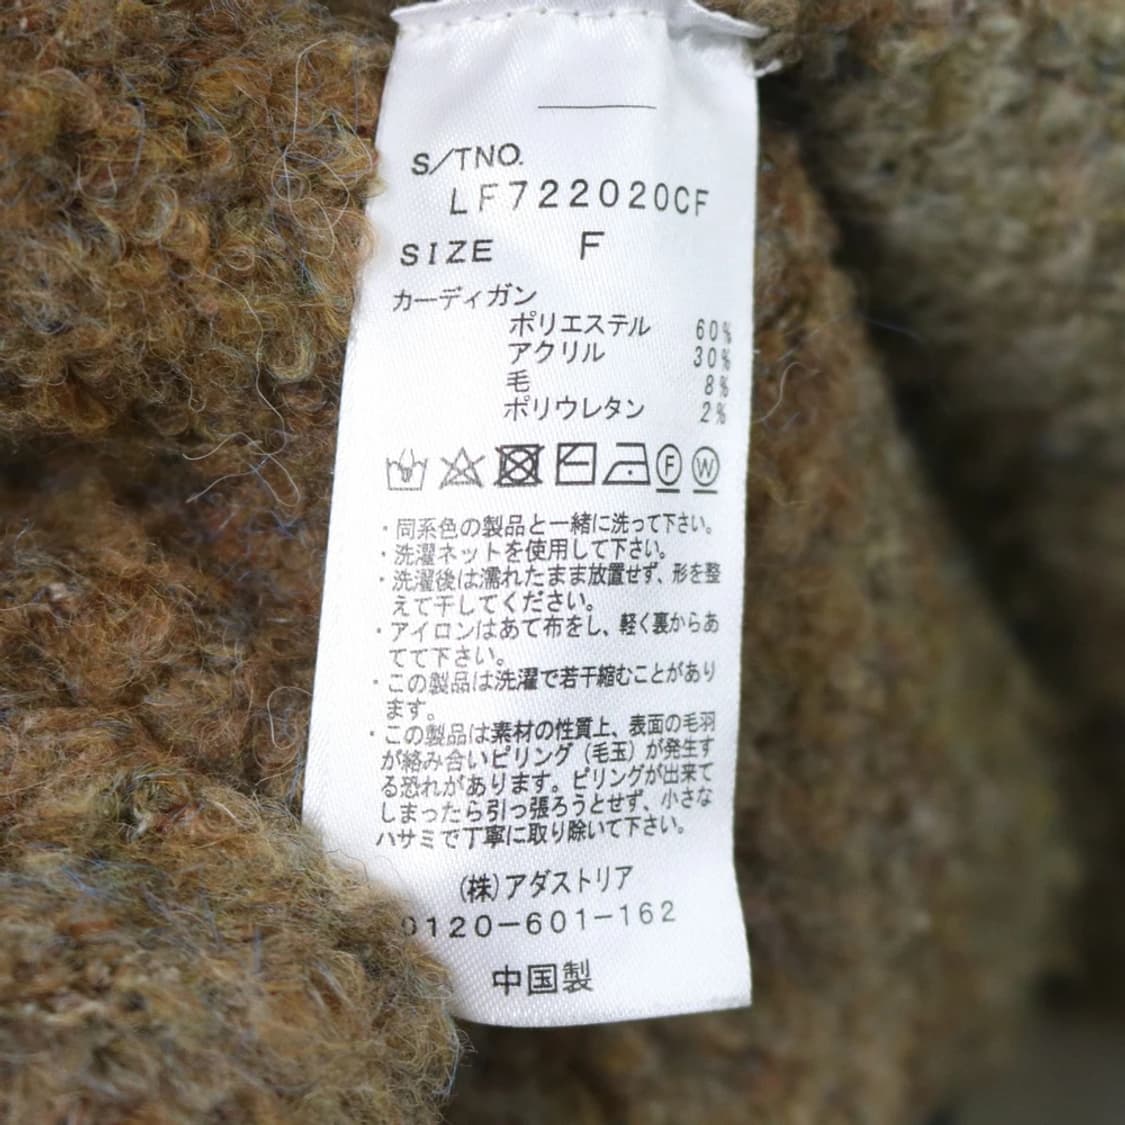 S/TNO.
LF722020CF
SIZE F
カーディガン
ポリエステル 60%
アクリル 30%
毛 8%
ポリウレタン 2%
F W
・同系色の製品と一緒に洗って下さい。
・洗濯ネットを使用して下さい。
・洗濯後は濡れたまま放置せず、形を整
えて干してください。
・アイロンはあて布をし、軽く裏からあ
てて下さい。
・この製品は洗濯で若干縮むことがあり
ます。
・この製品は素材の性質上、表面の毛羽
が絡み合いピリング（毛玉）が発生す
る恐れがあります。ピリングが出来て
しまったら引っ張ろうとせず、小さな
ハサミで丁寧に取り除いて下さい。
(株)アダストリア
0120-601-162
中国製